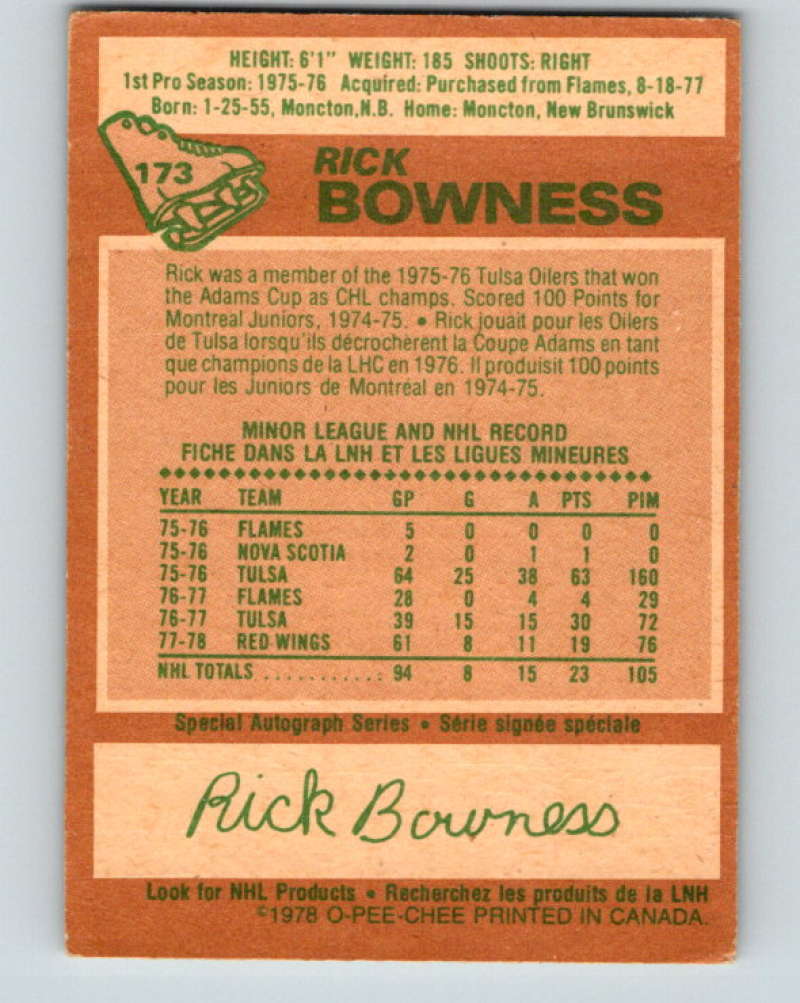 HEIGHT: 6'1" WEIGHT: 185 SHOOTS: RIGHT
1st Pro Season: 1975-76 Acquired: Purchased from Flames, 8-18-77
Born: 1-25-55, Moncton, N.B. Home: Moncton, New Brunswick
173
RICK
BOWNESS
Rick was a member of the 1975-76 Tulsa Oilers that won
the Adams Cup as CHL champs. Scored 100 Points for
Montreal Juniors, 1974-75. • Rick jouait pour les Oilers
de Tulsa lorsqu'ils décrochèrent la Coupe Adams en tant
que champions de la LHC en 1976. Il produisit 100 points
pour les Juniors de Montréal en 1974-75.
MINOR LEAGUE AND NHL RECORD
FICHE DANS LA LNH ET LES LIGUES MINEURES
YEAR TEAM GP G A PTS PIM
75-76 FLAMES 5 0 0 0 0
75-76 NOVA SCOTIA 2 0 1 1 0
75-76 TULSA 64 25 38 63 160
76-77 FLAMES 28 0 4 4 29
76-77 TULSA 39 15 15 30 72
77-78 RED WINGS 61 8 11 19 76
NHL TOTALS ............ 94 8 15 23 105
Special Autograph Series • Série signée spéciale
Rick Bowness
Look for NHL Products • Recherchez les produits de la LNH
©1978 O-PEE-CHEE PRINTED IN CANADA.